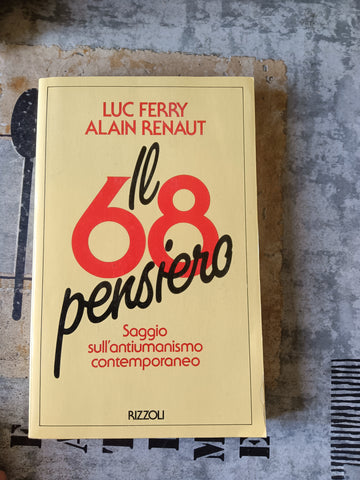 LUC FERRY
ALAIN RENAUT
Il
68
pensiero
Saggio
sull'antiumanismo
contemporaneo
RIZZOLI